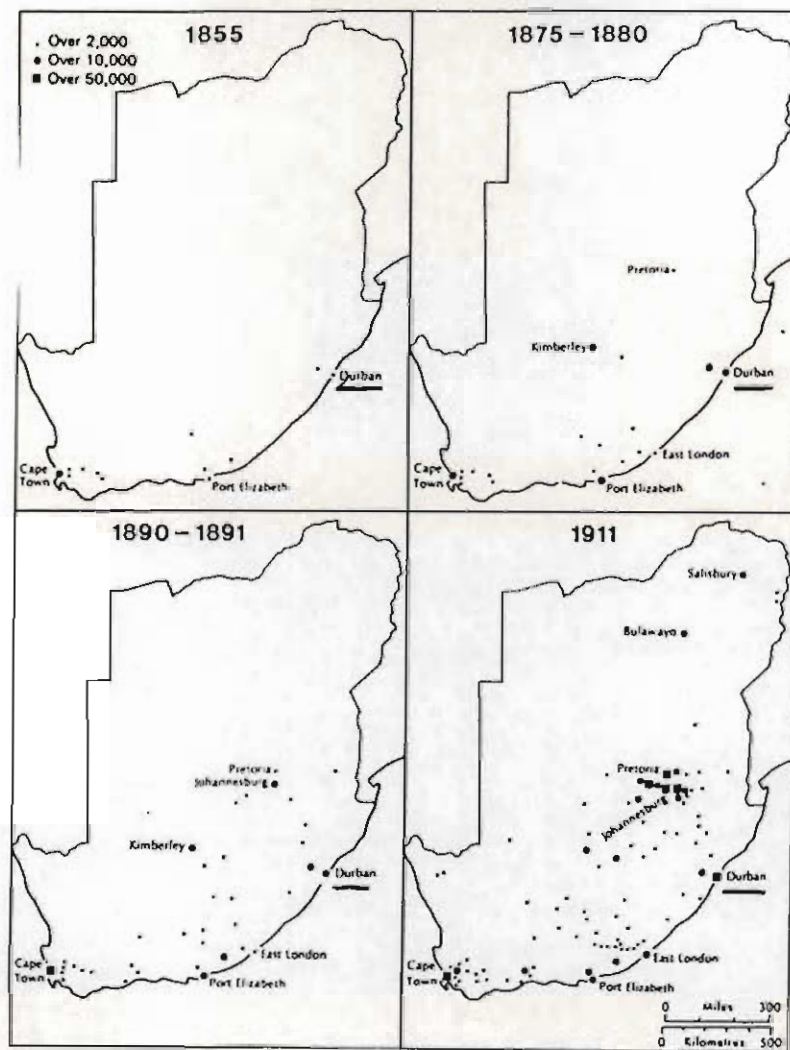 1855
• Over 2,000
● Over 10,000
■ Over 50,000
Durban
Cape
Town
Port Elizabeth
1875 – 1880
Pretoria
Kimberley
Durban
East London
Cape
Town
Port Elizabeth
1890 – 1891
Pretoria
Johannesburg
Kimberley
Durban
East London
Cape
Town
Port Elizabeth
1911
Salisbury
Bulawayo
Pretoria
Johannesburg
Durban
East London
Cape
Town
Port Elizabeth
0 Miles 300
0 Kilometres 500